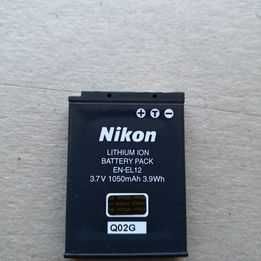 Nikon
LITHIUM ION
BATTERY PACK
EN-EL12
3.7V 1050mAh 3.9Wh
Q02G